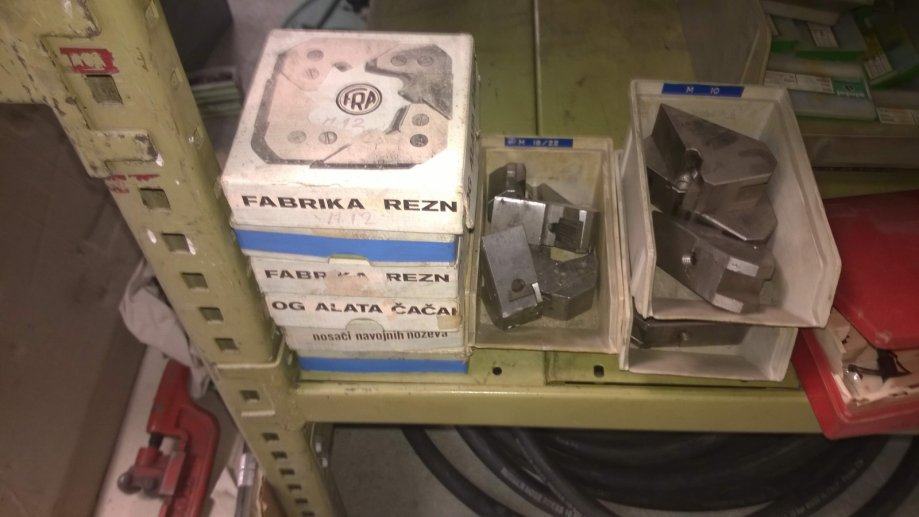 FRA
M12
FABRIKA REZN
M12
FABRIKA REZN
OG ALATA ČAČAK
nosači navojnih noževa
M 18/22
M 10